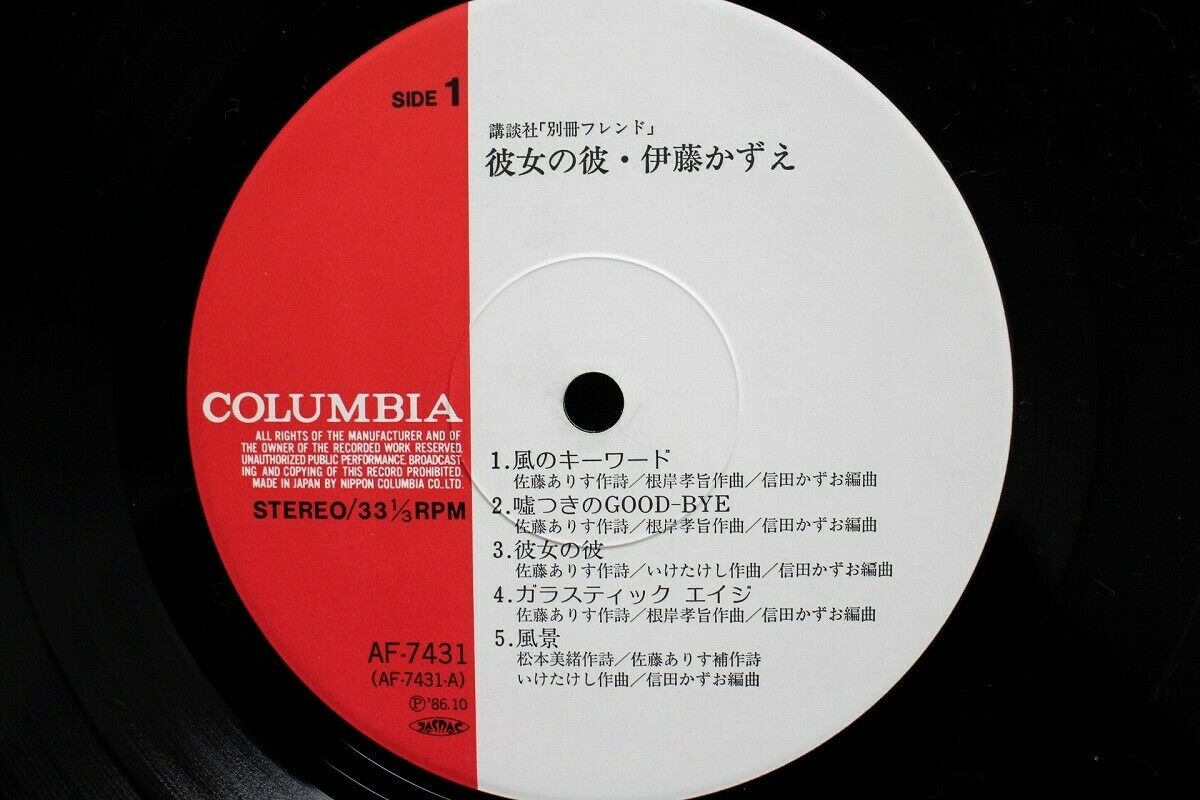 SIDE 1
講談社「別冊フレンド」
彼女の彼・伊藤かずえ
COLUMBIA
ALL RIGHTS OF THE MANUFACTURER AND OF
THE OWNER OF THE RECORDED WORK RESERVED.
UNAUTHORIZED PUBLIC PERFORMANCE, BROADCAST
ING AND COPYING OF THIS RECORD PROHIBITED.
MADE IN JAPAN BY NIPPON COLUMBIA CO., LTD.
STEREO/33⅓RPM
AF-7431
(AF-7431-A)
Ⓟ'86.10
JASRAC
1.風のキーワード
佐藤ありす作詩／根岸孝旨作曲／信田かずお編曲
2.嘘つきのGOOD-BYE
佐藤ありす作詩／根岸孝旨作曲／信田かずお編曲
3.彼女の彼
佐藤ありす作詩／いけたけし作曲／信田かずお編曲
4.ガラスティック エイジ
佐藤ありす作詩／根岸孝旨作曲／信田かずお編曲
5.風景
松本美緒作詩／佐藤ありす補作詩
いけたけし作曲／信田かずお編曲